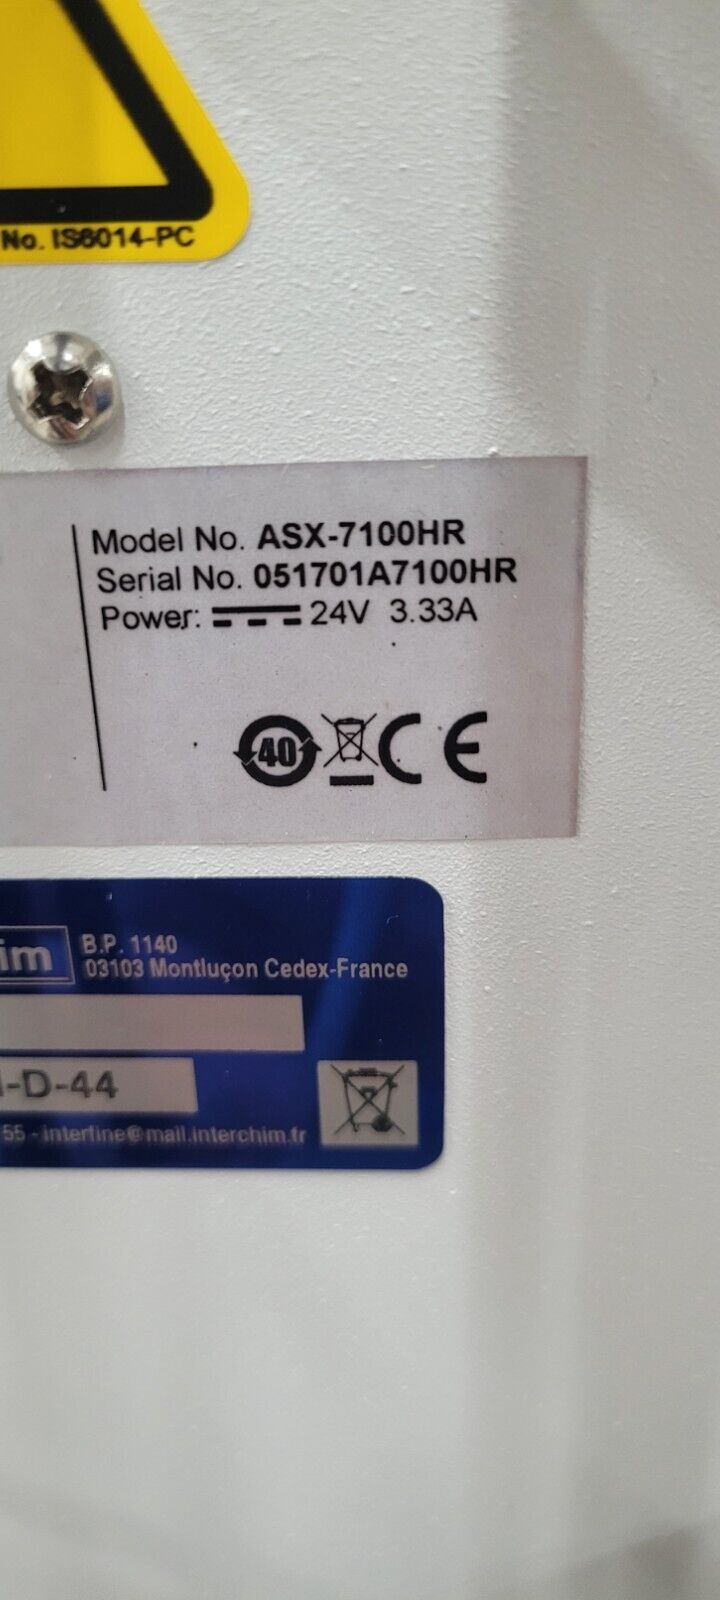 No. IS6014-PC
Model No. ASX-7100HR
Serial No. 051701A7100HR
Power: 24V 3.33A
40
CE
im
B.P. 1140
03103 Montluçon Cedex-France
-D-44
55 - interfine@mail.interchim.fr